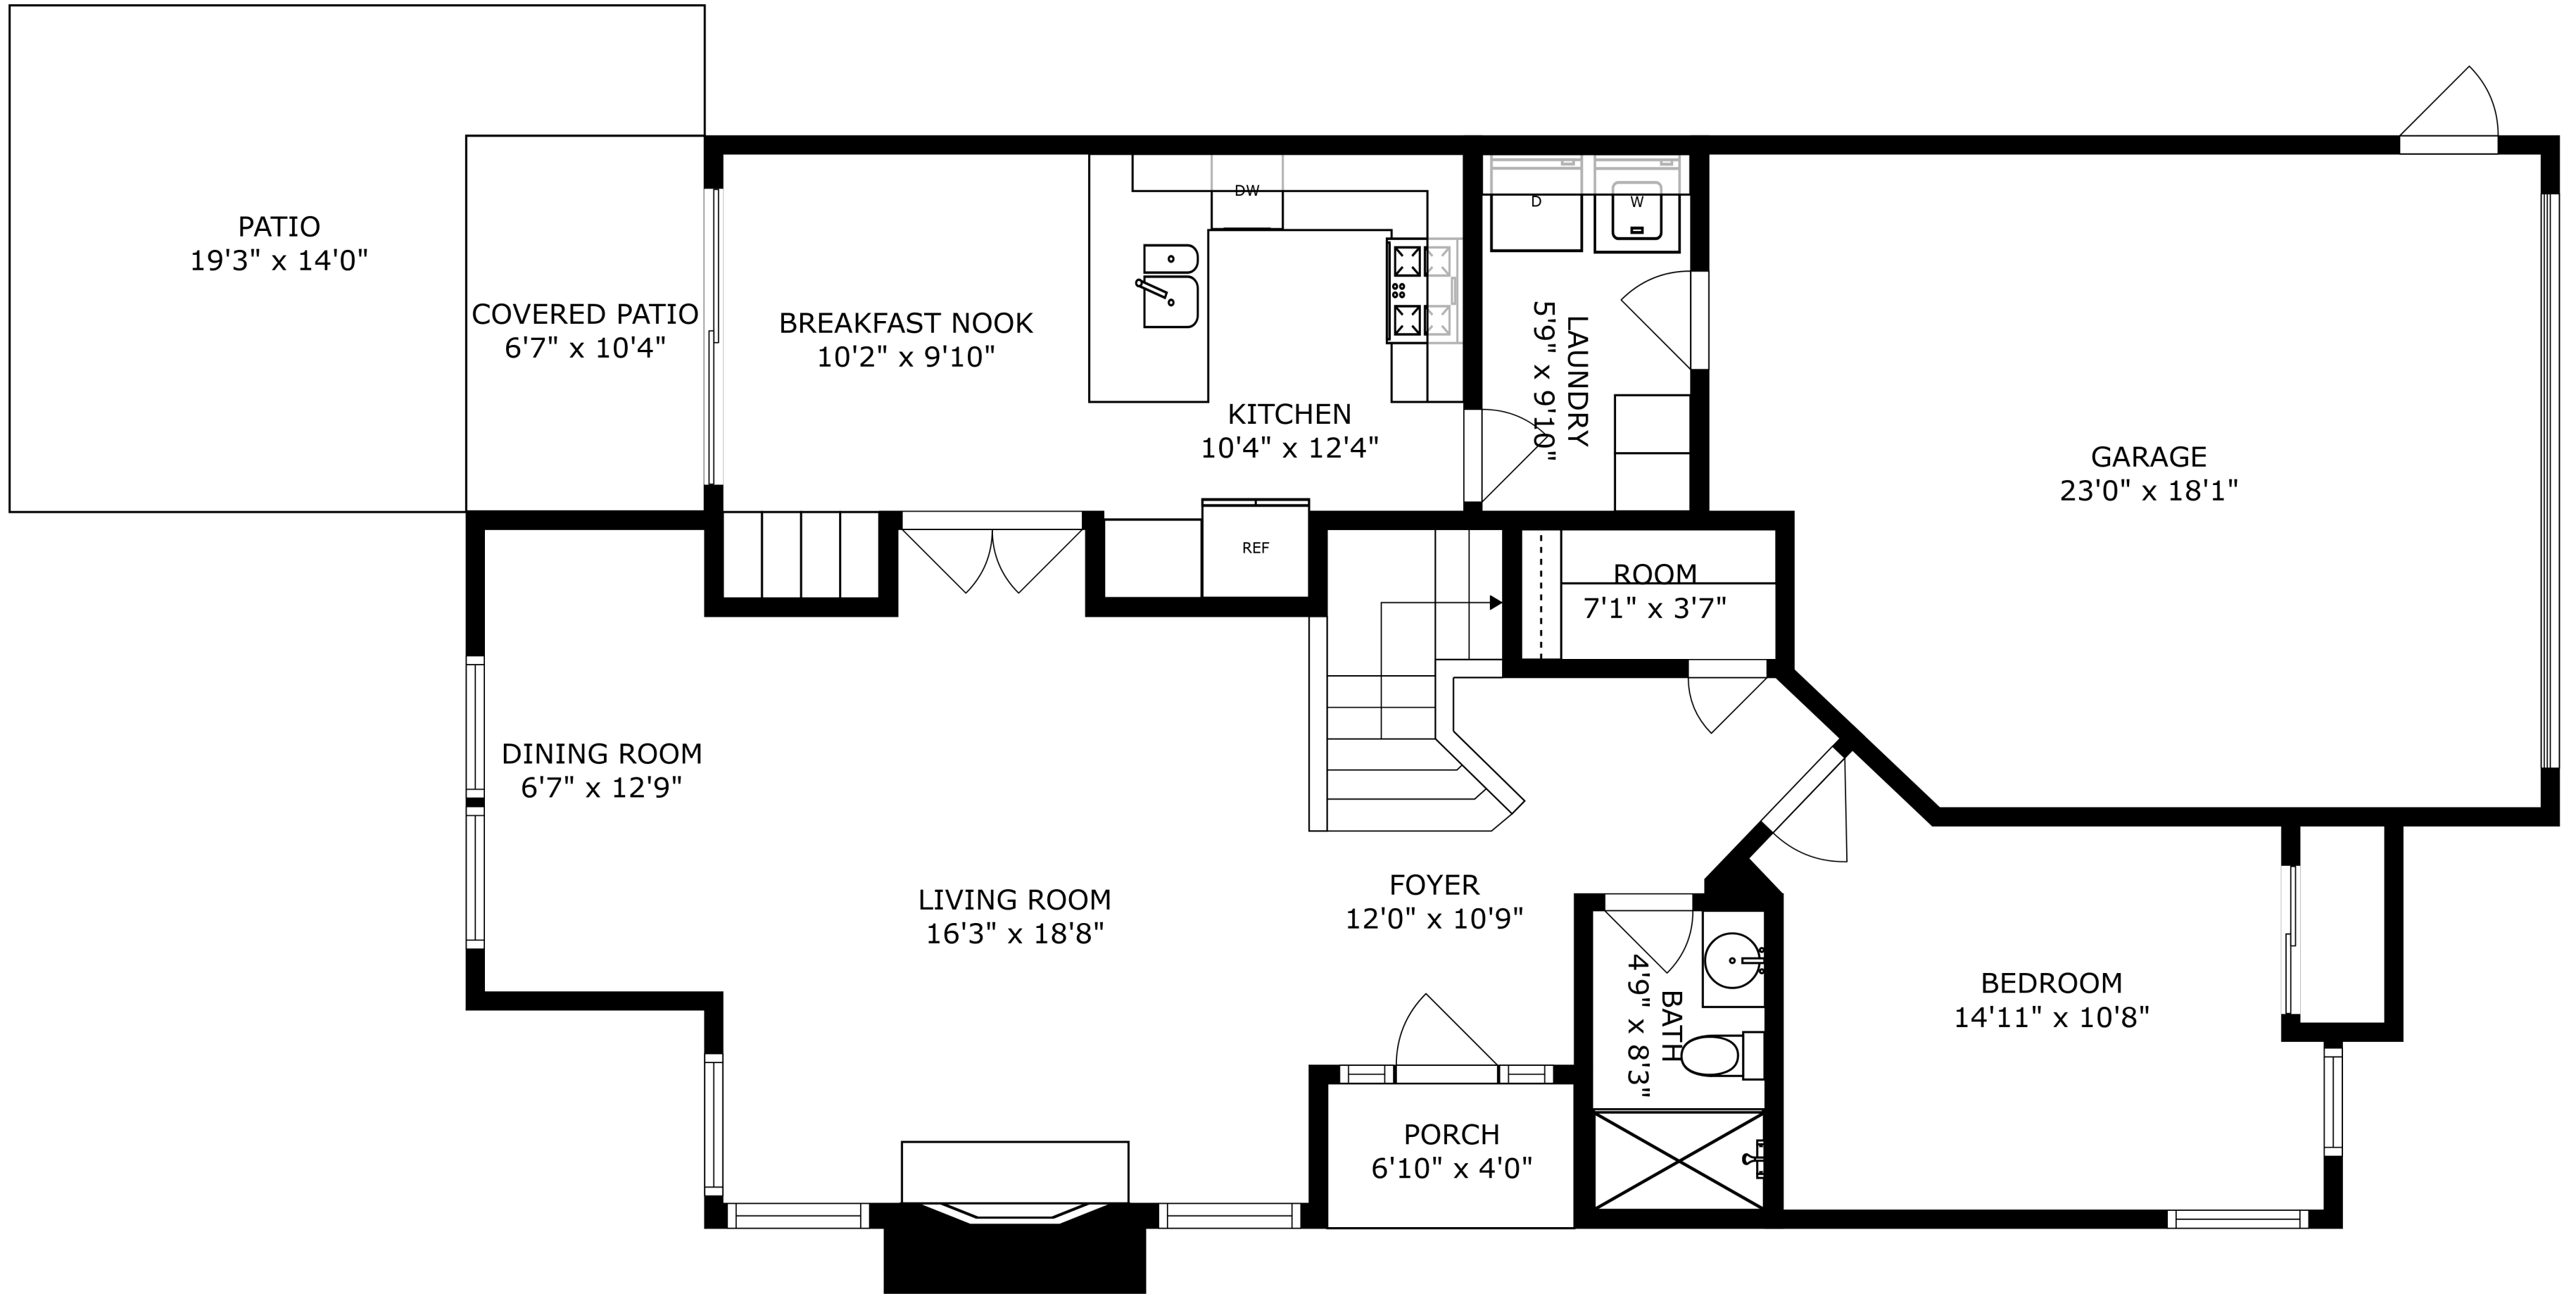 PATIO
19'3" x 14'0"
COVERED PATIO
6'7" x 10'4"
BREAKFAST NOOK
10'2" x 9'10"
DW
KITCHEN
10'4" x 12'4"
REF
D
W
LAUNDRY
5'9" x 9'10"
GARAGE
23'0" x 18'1"
ROOM
7'1" x 3'7"
DINING ROOM
6'7" x 12'9"
LIVING ROOM
16'3" x 18'8"
FOYER
12'0" x 10'9"
BATH
4'9" x 8'3"
BEDROOM
14'11" x 10'8"
PORCH
6'10" x 4'0"